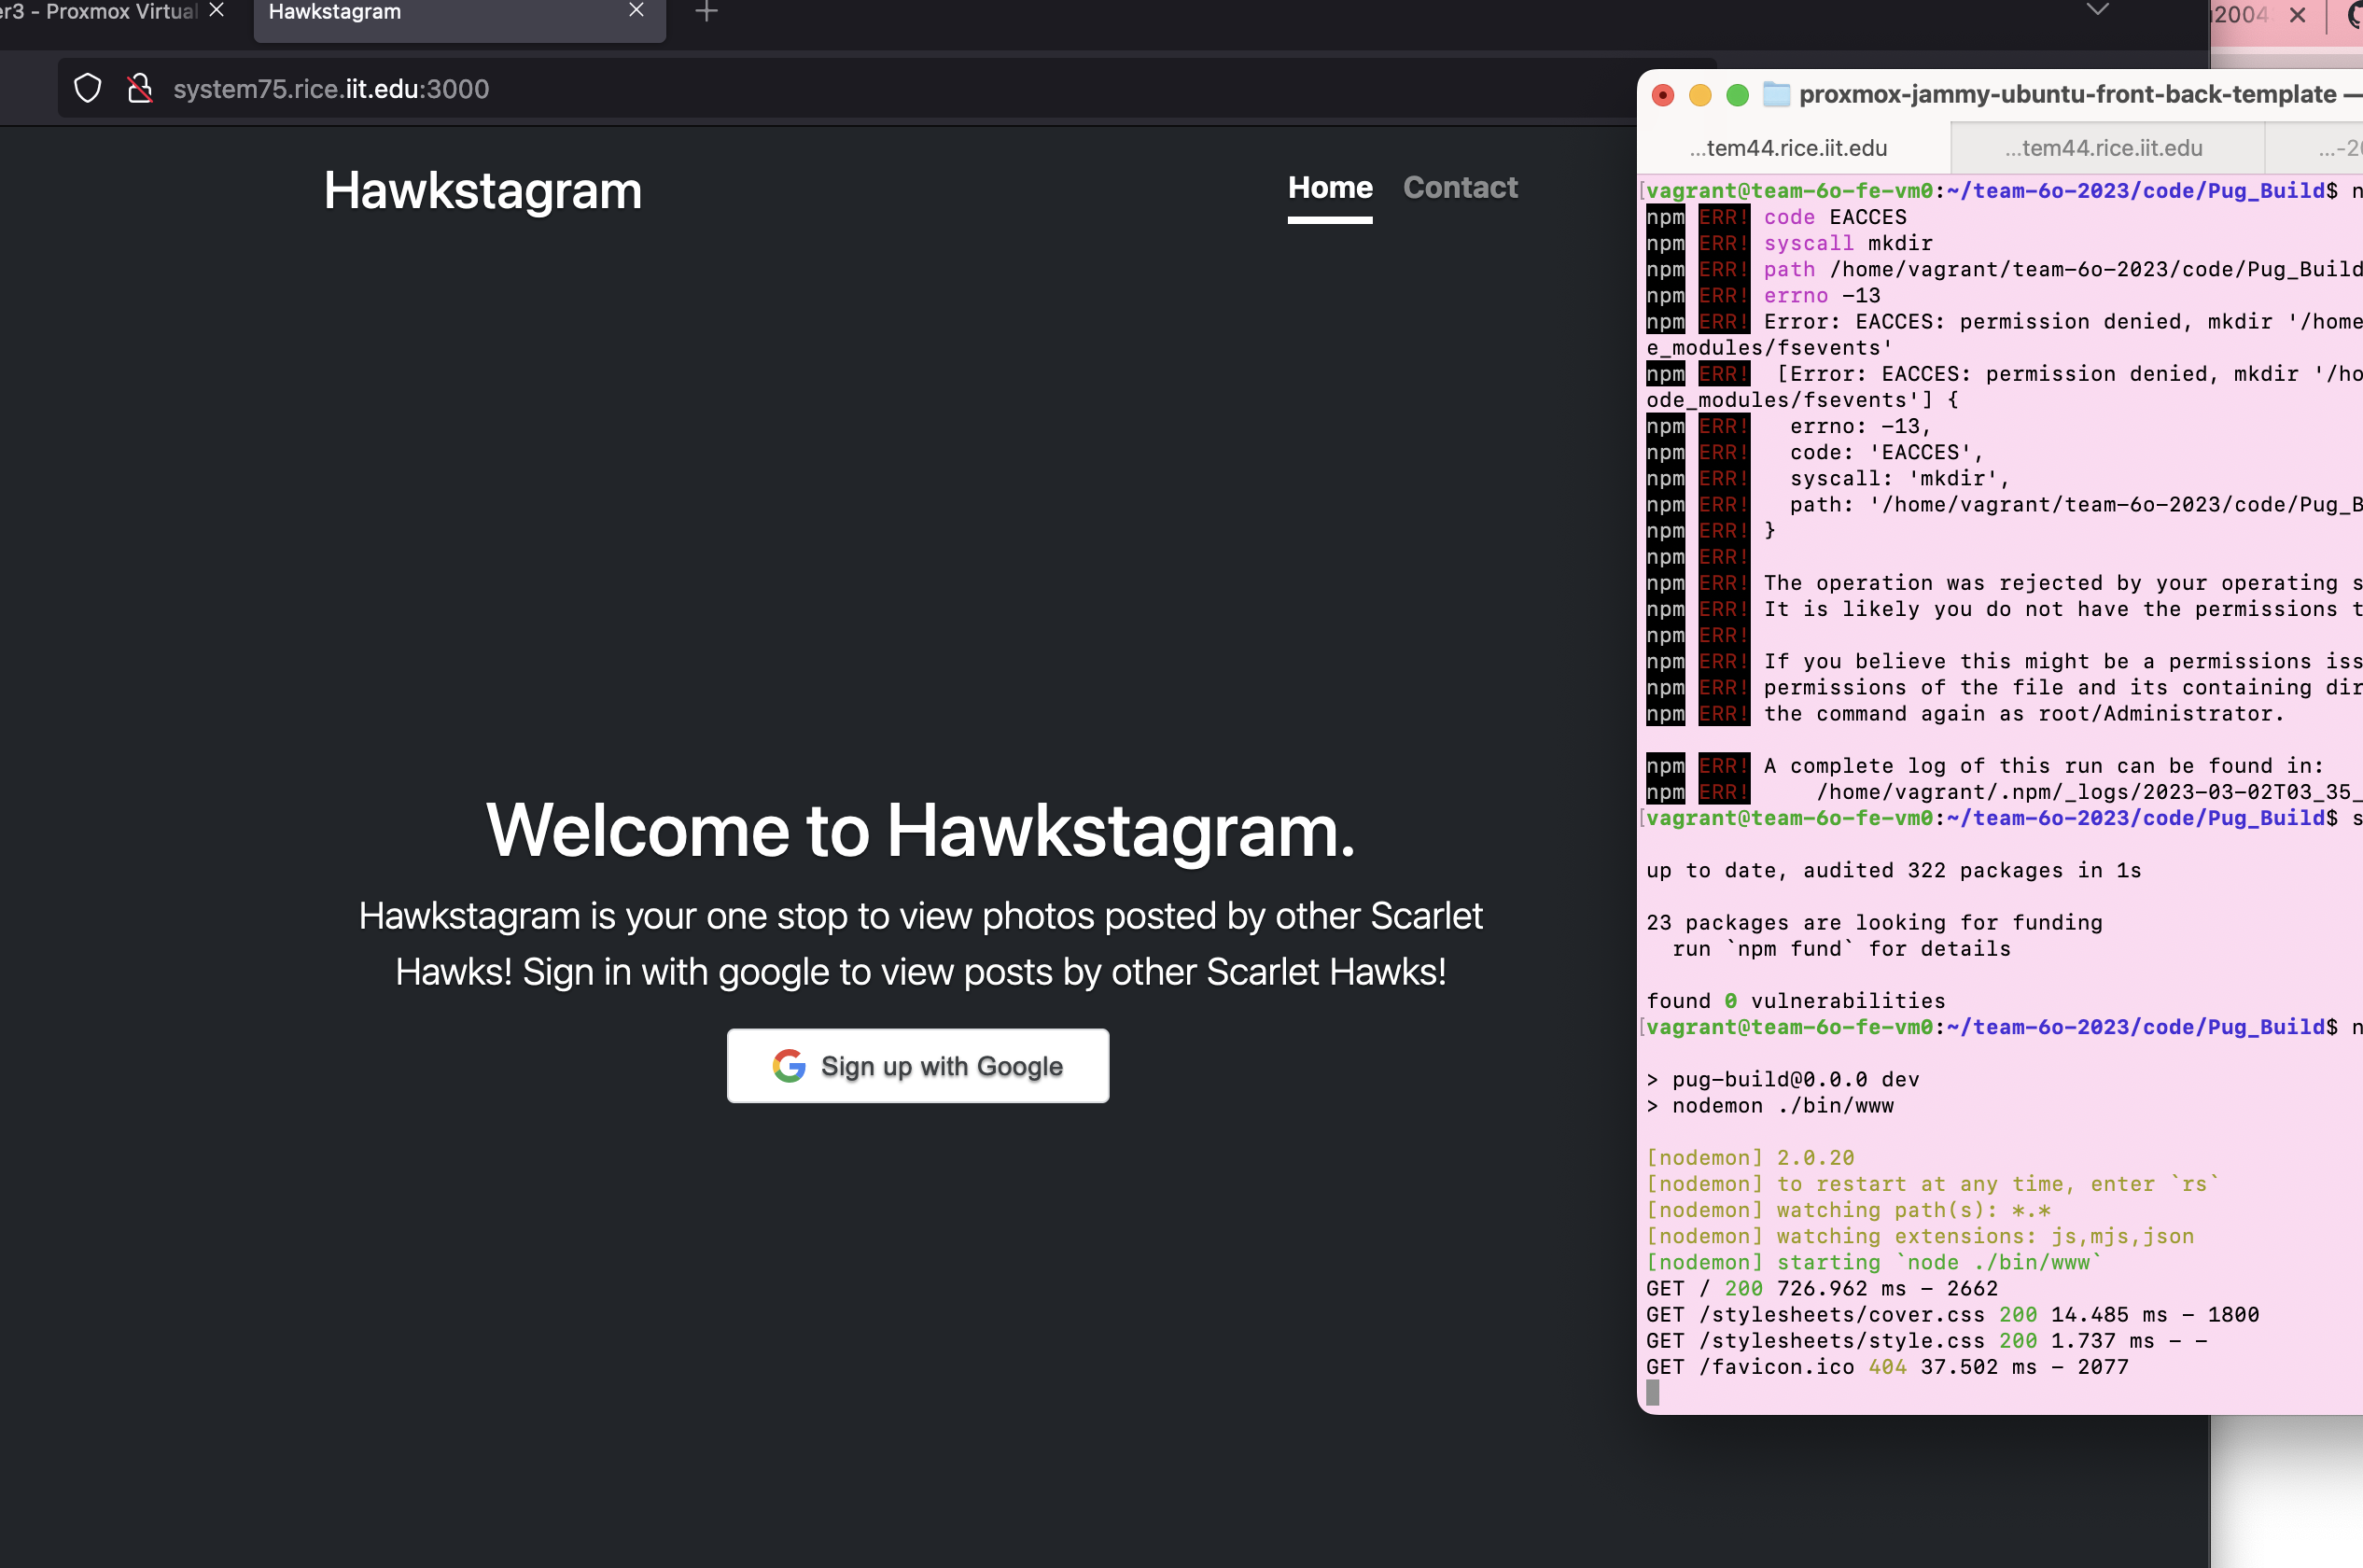 er3 - Proxmox Virtual
Hawkstagram
system75.rice.iit.edu:3000
Hawkstagram
Home
Contact
Welcome to Hawkstagram.
Hawkstagram is your one stop to view photos posted by other Scarlet
Hawks! Sign in with google to view posts by other Scarlet Hawks!
Sign up with Google
proxmox-jammy-ubuntu-front-back-template —
...tem44.rice.iit.edu
...tem44.rice.iit.edu
[vagrant@team-6o-fe-vm0:~/team-6o-2023/code/Pug_Build$ n
npm ERR! code EACCES
npm ERR! syscall mkdir
npm ERR! path /home/vagrant/team-6o-2023/code/Pug_Build
npm ERR! errno -13
npm ERR! Error: EACCES: permission denied, mkdir '/home
e_modules/fsevents'
npm ERR!  [Error: EACCES: permission denied, mkdir '/ho
ode_modules/fsevents'] {
npm ERR!   errno: -13,
npm ERR!   code: 'EACCES',
npm ERR!   syscall: 'mkdir',
npm ERR!   path: '/home/vagrant/team-6o-2023/code/Pug_B
npm ERR! }
npm ERR!
npm ERR! The operation was rejected by your operating s
npm ERR! It is likely you do not have the permissions t
npm ERR!
npm ERR! If you believe this might be a permissions iss
npm ERR! permissions of the file and its containing dir
npm ERR! the command again as root/Administrator.
npm ERR! A complete log of this run can be found in:
npm ERR!     /home/vagrant/.npm/_logs/2023-03-02T03_35_
[vagrant@team-6o-fe-vm0:~/team-6o-2023/code/Pug_Build$ s
up to date, audited 322 packages in 1s
23 packages are looking for funding
run `npm fund` for details
found 0 vulnerabilities
[vagrant@team-6o-fe-vm0:~/team-6o-2023/code/Pug_Build$ n
> pug-build@0.0.0 dev
> nodemon ./bin/www
[nodemon] 2.0.20
[nodemon] to restart at any time, enter `rs`
[nodemon] watching path(s): *.*
[nodemon] watching extensions: js,mjs,json
[nodemon] starting `node ./bin/www`
GET / 200 726.962 ms - 2662
GET /stylesheets/cover.css 200 14.485 ms - 1800
GET /stylesheets/style.css 200 1.737 ms - -
GET /favicon.ico 404 37.502 ms - 2077